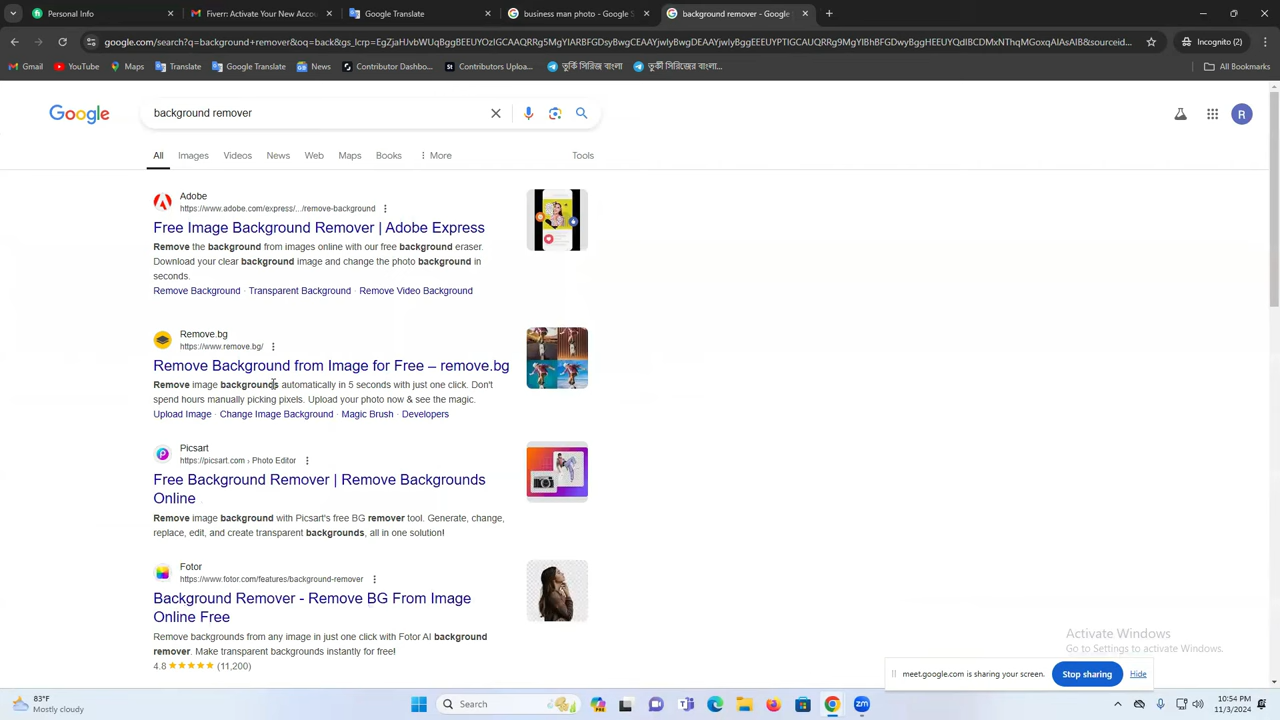 Fiverr: Activate Your New Accou
Google Translate
business man photo - Google S
background remover - Google
google.com/search?q=background+remover&oq=back&gs_lcrp=EgZjaHJvbWUqBggBEEUYOzIGCAAQRRg5MgYIARBFGDsyBwgCEAAYjwIyBggDEEUYPTIGCAUQRRg9MgYIBhBFGDwyBggHEEUYQdIBCDMxNThqMGoxqAIAsAIB&sourceid...
Incognito (2)
Gmail
YouTube
Maps
Translate
Google Translate
News
Contributor Dashbo...
Contributors Uploa...
All Bookmarks
Google
background remover
R
All
Images
Videos
News
Web
Maps
Books
More
Tools
Adobe
https://www.adobe.com/express/.../remove-background
Free Image Background Remover | Adobe Express
Remove the background from images online with our free background eraser.
Download your clear background image and change the photo background in
seconds.
Remove Background · Transparent Background · Remove Video Background
Remove.bg
https://www.remove.bg/
Remove Background from Image for Free – remove.bg
Remove image backgrounds automatically in 5 seconds with just one click. Don't
spend hours manually picking pixels. Upload your photo now & see the magic.
Upload Image · Change Image Background · Magic Brush · Developers
Picsart
https://picsart.com › Photo Editor
Free Background Remover | Remove Backgrounds
Online
Remove image background with Picsart's free BG remover tool. Generate, change,
replace, edit, and create transparent backgrounds, all in one solution!
Fotor
https://www.fotor.com/features/background-remover
Background Remover - Remove BG From Image
Online Free
Remove backgrounds from any image in just one click with Fotor AI background
remover. Make transparent backgrounds instantly for free!
4.8 ★★★★★ (11,200)
Activate Windows
Go to Settings to activate Windows.
meet.google.com is sharing your screen.
Stop sharing
Hide
83°F
Mostly cloudy
Search
10:54 PM
11/3/2024